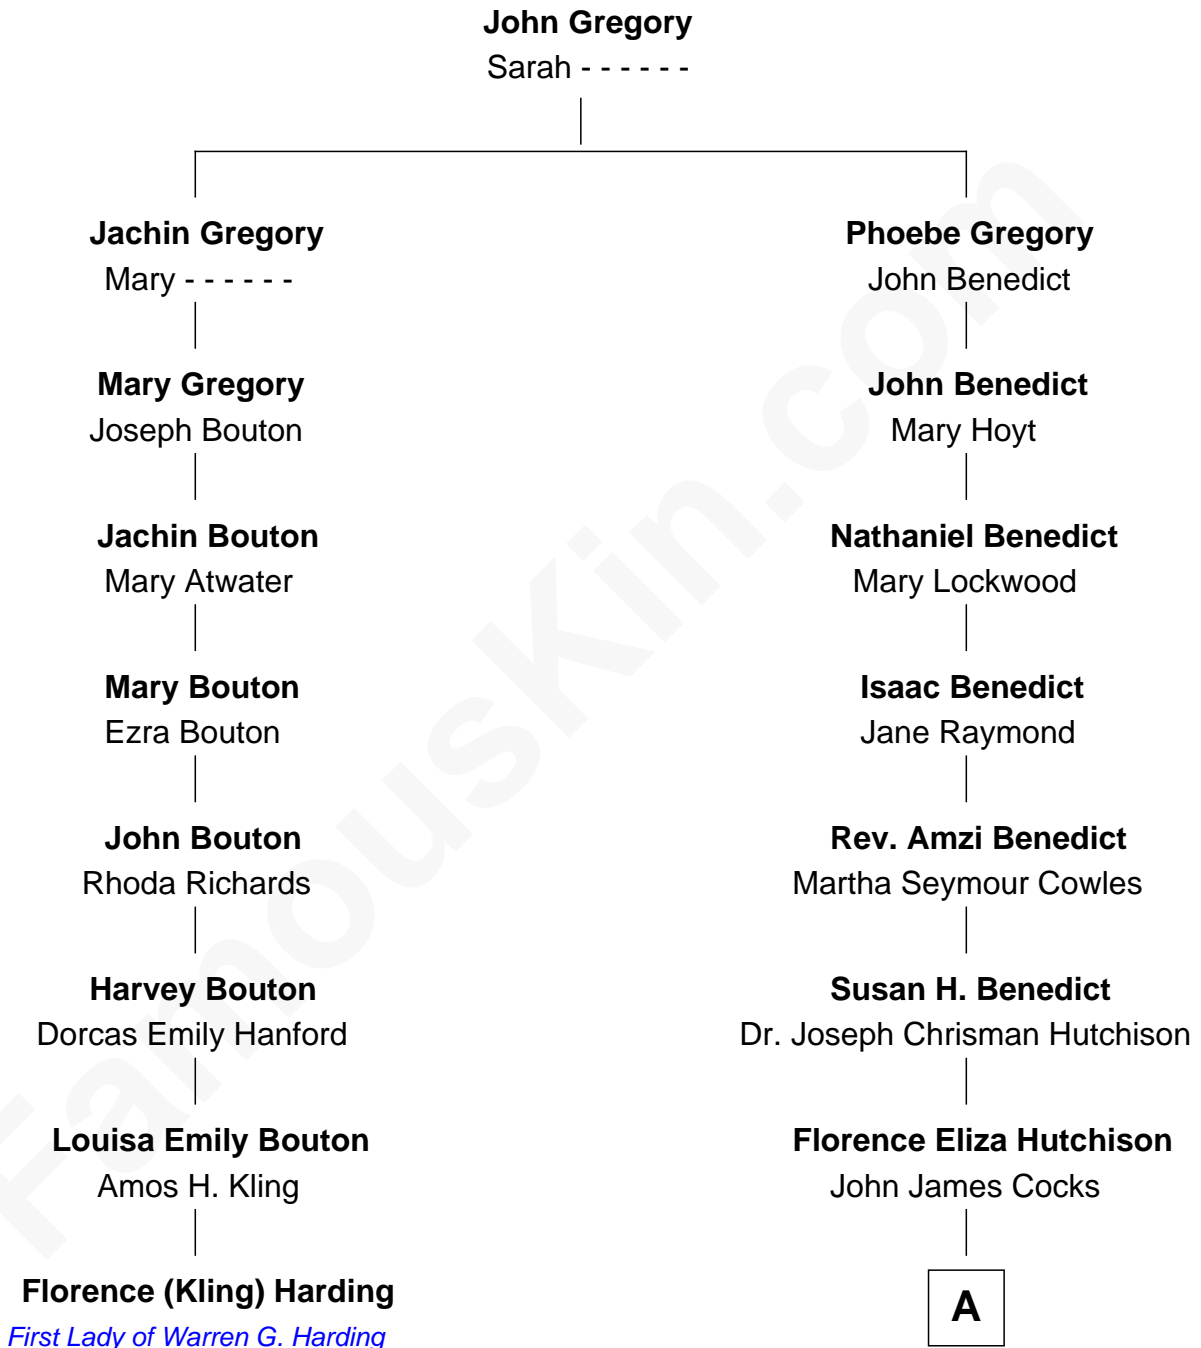 John Gregory
Sarah - - - - - -
Jachin Gregory
Mary - - - - - -
Phoebe Gregory
John Benedict
Mary Gregory
Joseph Bouton
John Benedict
Mary Hoyt
Jachin Bouton
Mary Atwater
Nathaniel Benedict
Mary Lockwood
Mary Bouton
Ezra Bouton
Isaac Benedict
Jane Raymond
John Bouton
Rhoda Richards
Rev. Amzi Benedict
Martha Seymour Cowles
Harvey Bouton
Dorcas Emily Hanford
Susan H. Benedict
Dr. Joseph Chrisman Hutchison
Louisa Emily Bouton
Amos H. Kling
Florence Eliza Hutchison
John James Cocks
Florence (Kling) Harding
First Lady of Warren G. Harding
A
FamousKin.com